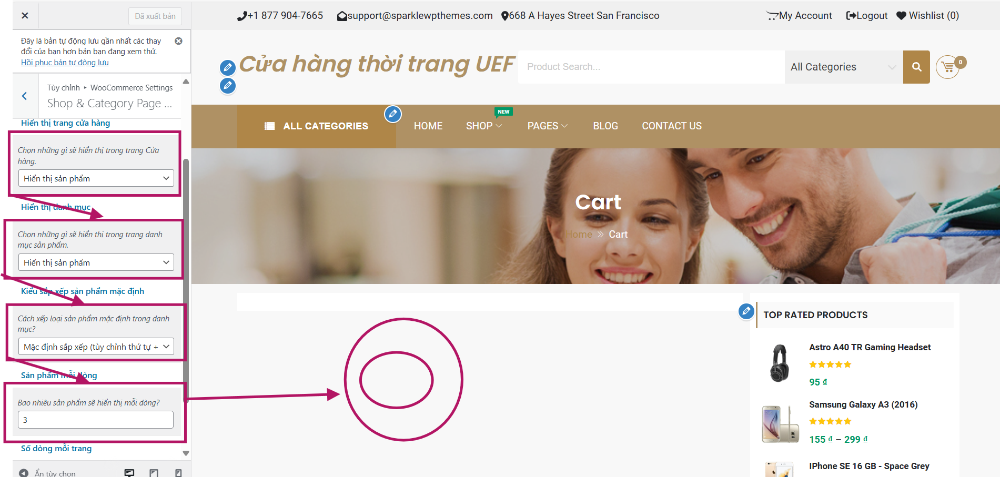 Đã xuất bản
Đây là bản tự động lưu gần nhất các thay
đổi của bạn hơn bản bạn đang xem thử.
Hồi phục bản tự động lưu
Tùy chỉnh ‣ WooCommerce Settings
Shop & Category Page ...
Hiển thị trang cửa hàng
Chọn những gì sẽ hiển thị trong trang Cửa
hàng.
Hiển thị sản phẩm
Hiển thị danh mục
Chọn những gì sẽ hiển thị trong trang danh
mục sản phẩm.
Hiển thị sản phẩm
Kiểu sắp xếp sản phẩm mặc định
Cách xếp loại sản phẩm mặc định trong danh
mục?
Mặc định sắp xếp (tùy chỉnh thứ tự +
Sản phẩm mỗi dòng
Bao nhiêu sản phẩm sẽ hiển thị mỗi dòng?
3
Số dòng mỗi trang
Ẩn tùy chọn
+1 877 904-7665 support@sparklewpthemes.com 668 A Hayes Street San Francisco
My Account Logout Wishlist (0)
Cửa hàng thời trang UEF
Product Search...
All Categories
0
NEW
ALL CATEGORIES HOME SHOP PAGES BLOG CONTACT US
Cart
Home » Cart
TOP RATED PRODUCTS
Astro A40 TR Gaming Headset
95 ₫
Samsung Galaxy A3 (2016)
155 ₫ – 299 ₫
IPhone SE 16 GB - Space Grey